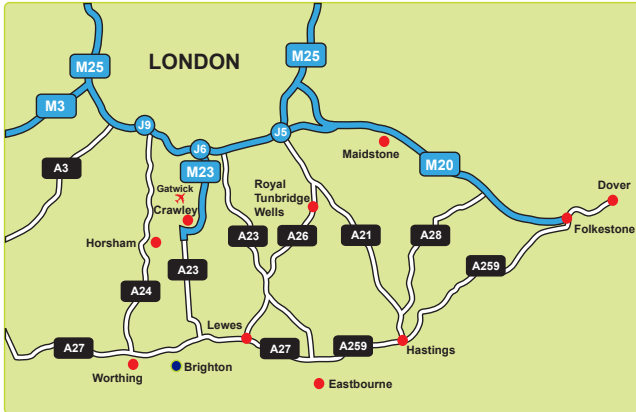 M25
LONDON
M25
M3
J9
J5
J6
Maidstone
A3
Gatwick
M23
M20
Crawley
Royal
Tunbridge
Wells
Dover
Folkestone
Horsham
A23
A26
A21
A28
A23
A259
A24
Lewes
Hastings
A27
A27
A259
Worthing
Brighton
Eastbourne